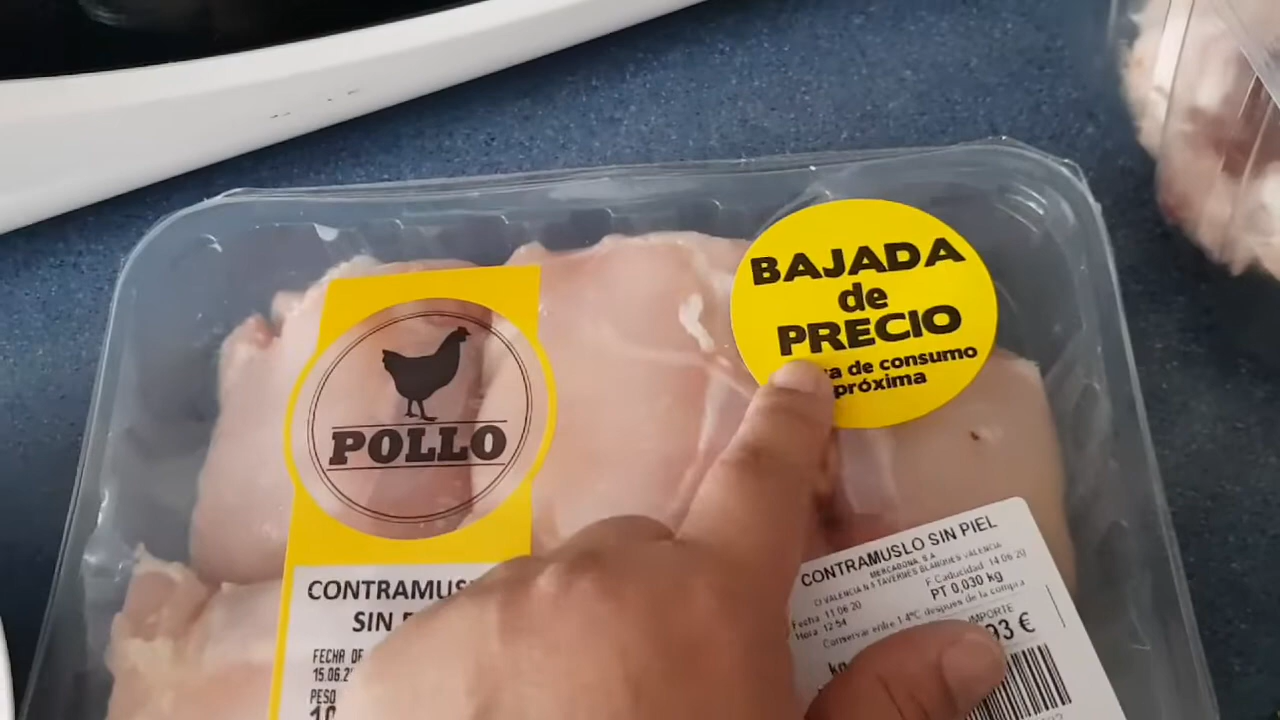 BAJADA
de
PRECIO
de consumo
próxima
POLLO
SIN
FECHA DE
15.06.2
PESO
CONTRAMUSLO SIN PIEL
MERCADONA, S.A
C/ VALENCIA N 5 TAVERNES BLANQUES VALENCIA
Fecha 11 06 20 F.Caducidad 14 06 20
Hora 12:54 PT 0,030 kg
Conservar entre 1-4ºC después de la compra
IMPORTE
93 €
kg